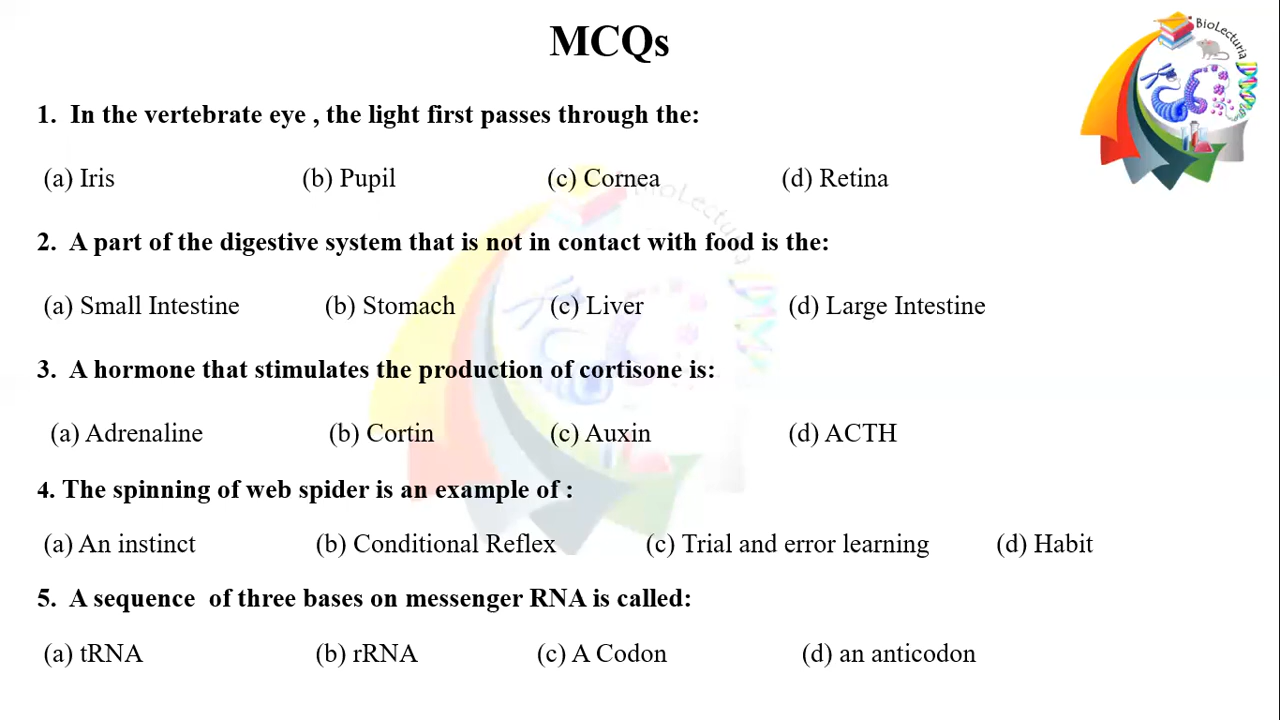 MCQs
BioLecturia
1. In the vertebrate eye , the light first passes through the:
(a) Iris (b) Pupil (c) Cornea (d) Retina
2. A part of the digestive system that is not in contact with food is the:
(a) Small Intestine (b) Stomach (c) Liver (d) Large Intestine
3. A hormone that stimulates the production of cortisone is:
(a) Adrenaline (b) Cortin (c) Auxin (d) ACTH
4. The spinning of web spider is an example of :
(a) An instinct (b) Conditional Reflex (c) Trial and error learning (d) Habit
5. A sequence of three bases on messenger RNA is called:
(a) tRNA (b) rRNA (c) A Codon (d) an anticodon
BioLecturia